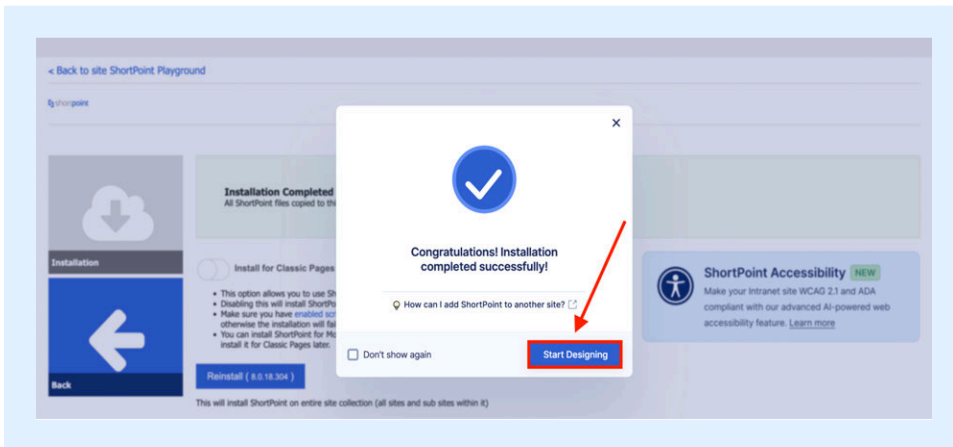 < Back to site ShortPoint Playground
shortpoint
Installation Completed
All ShortPoint files copied to thi
Installation
Install for Classic Pages
• This option allows you to use Sh
• Disabling this will install ShortPo
• Make sure you have enabled scr
otherwise the installation will fai
• You can install ShortPoint for Mo
install it for Classic Pages later.
Back
Reinstall ( 8.0.18.304 )
This will install ShortPoint on entire site collection (all sites and sub sites within it)
Congratulations! Installation
completed successfully!
How can I add ShortPoint to another site?
Don't show again
Start Designing
ShortPoint Accessibility NEW
Make your Intranet site WCAG 2.1 and ADA
compliant with our advanced AI-powered web
accessibility feature. Learn more